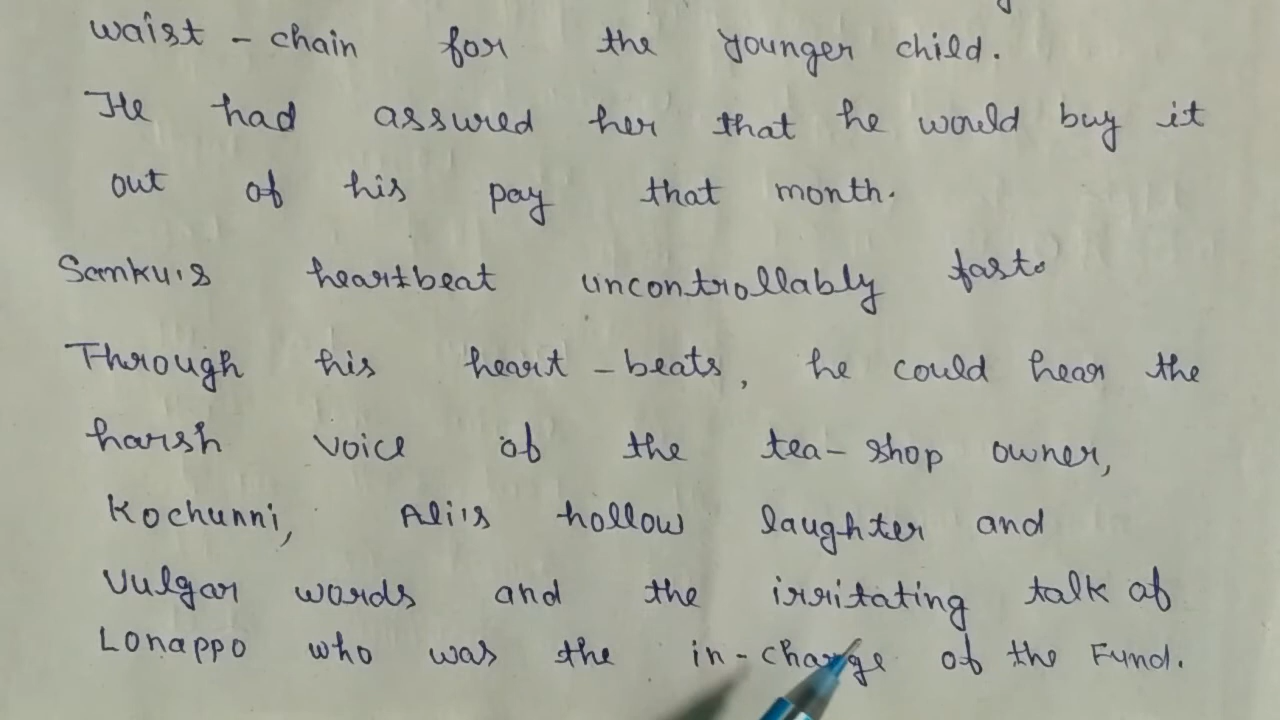 waist - chain for the younger child.
He had assured her that he would buy it
out of his pay that month.
Sanku's heartbeat uncontrollably fast.
Through his heart - beats, he could hear the
harsh voice of the tea - shop owner,
Kochunni, Ali's hollow laughter and
vulgar words and the irritating talk of
Lonappo who was the in - charge of the Fund.